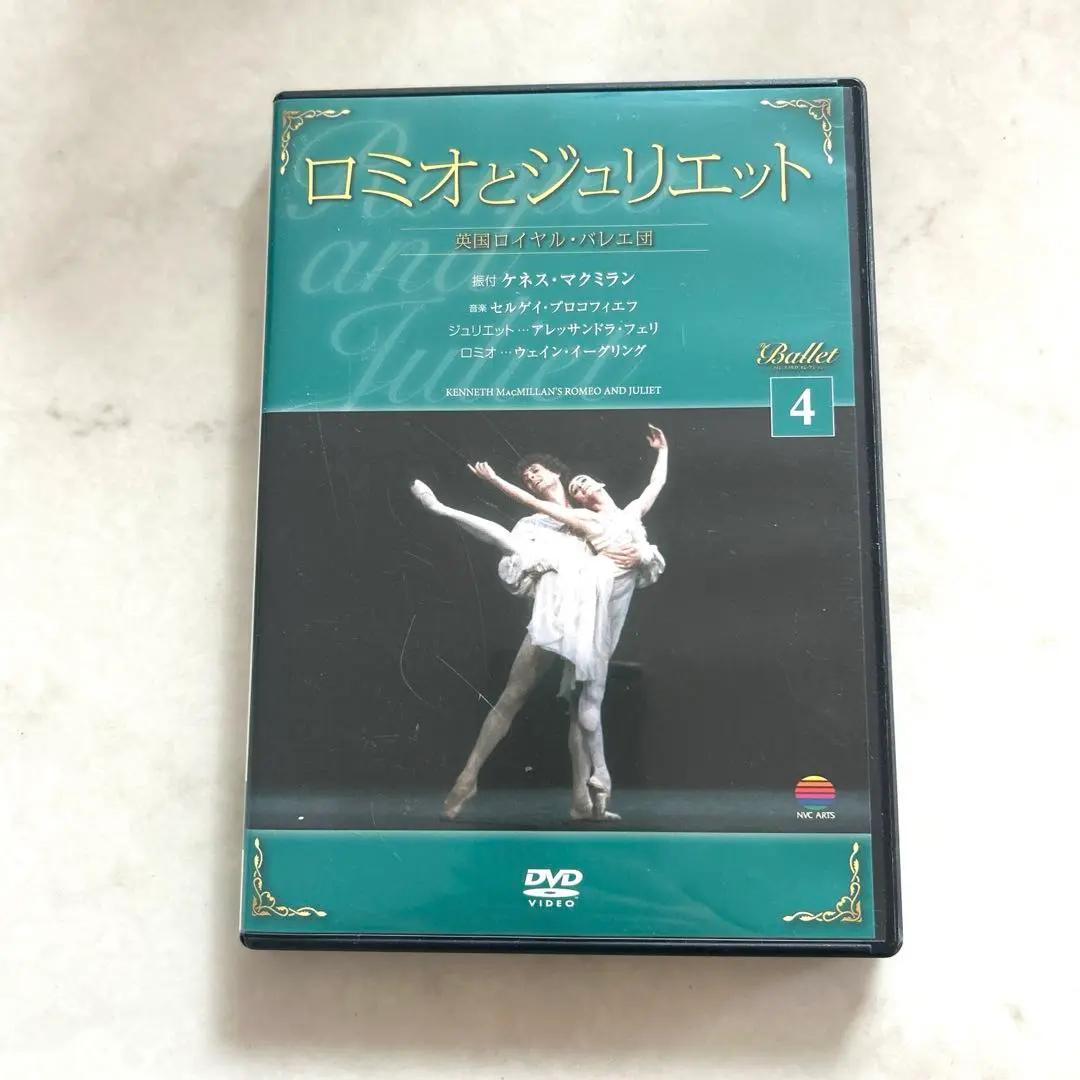 Romeo
and
Juliet
ロミオとジュリエット
英国ロイヤル・バレエ団
振付 ケネス・マクミラン
音楽 セルゲイ・プロコフィエフ
ジュリエット…アレッサンドラ・フェリ
ロミオ…ウェイン・イーグリング
KENNETH MACMILLAN'S ROMEO AND JULIET
Ballet
4
NVC ARTS
DVD
VIDEO